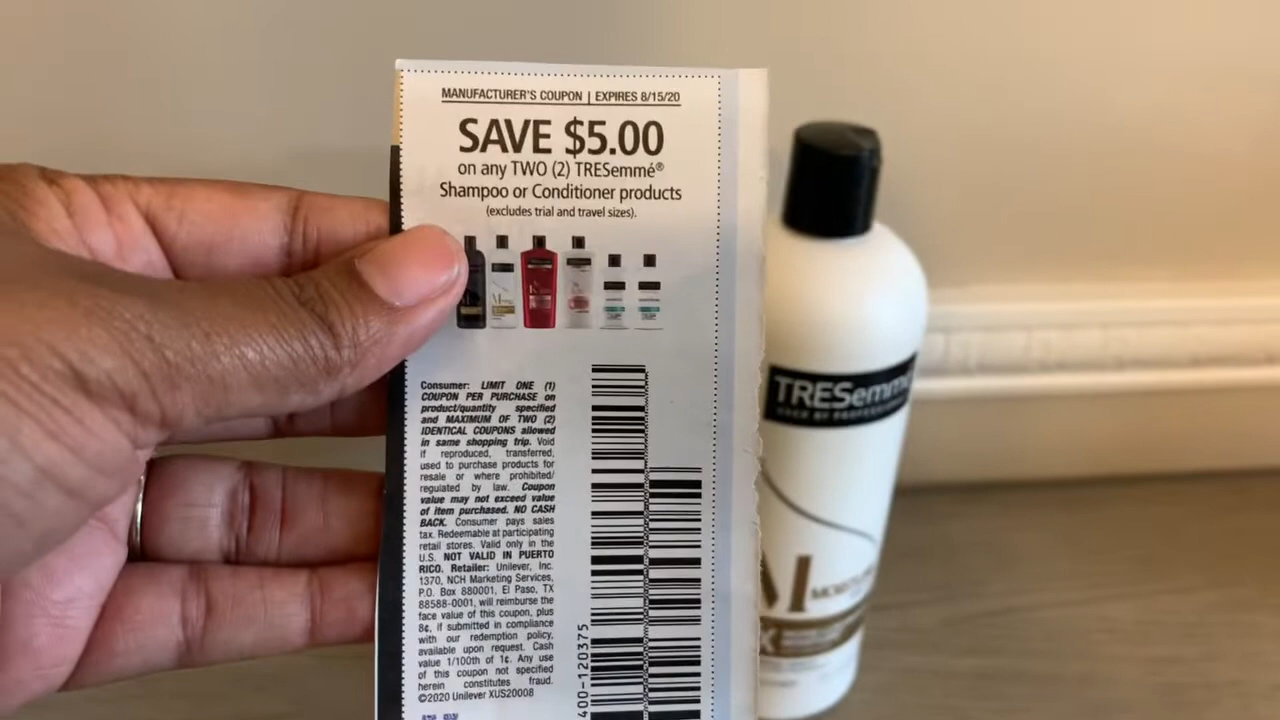 MANUFACTURER'S COUPON | EXPIRES 8/15/20
SAVE $5.00
on any TWO (2) TRESemmé®
Shampoo or Conditioner products
(excludes trial and travel sizes).
Consumer: LIMIT ONE (1)
COUPON PER PURCHASE on
product/quantity specified
and MAXIMUM OF TWO (2)
IDENTICAL COUPONS allowed
in same shopping trip. Void
if reproduced, transferred,
used to purchase products for
resale or where prohibited/
regulated by law. Coupon
value may not exceed value
of item purchased. NO CASH
BACK. Consumer pays sales
tax. Redeemable at participating
retail stores. Valid only in the
U.S. NOT VALID IN PUERTO
RICO. Retailer: Unilever, Inc.
1370, NCH Marketing Services,
P.O. Box 880001, El Paso, TX
88588-0001, will reimburse the
face value of this coupon, plus
8¢, if submitted in compliance
with our redemption policy,
available upon request. Cash
value 1/100th of 1¢. Any use
of this coupon not specified
herein constitutes fraud.
©2020 Unilever XUS20008
400-120375
TRESemmé